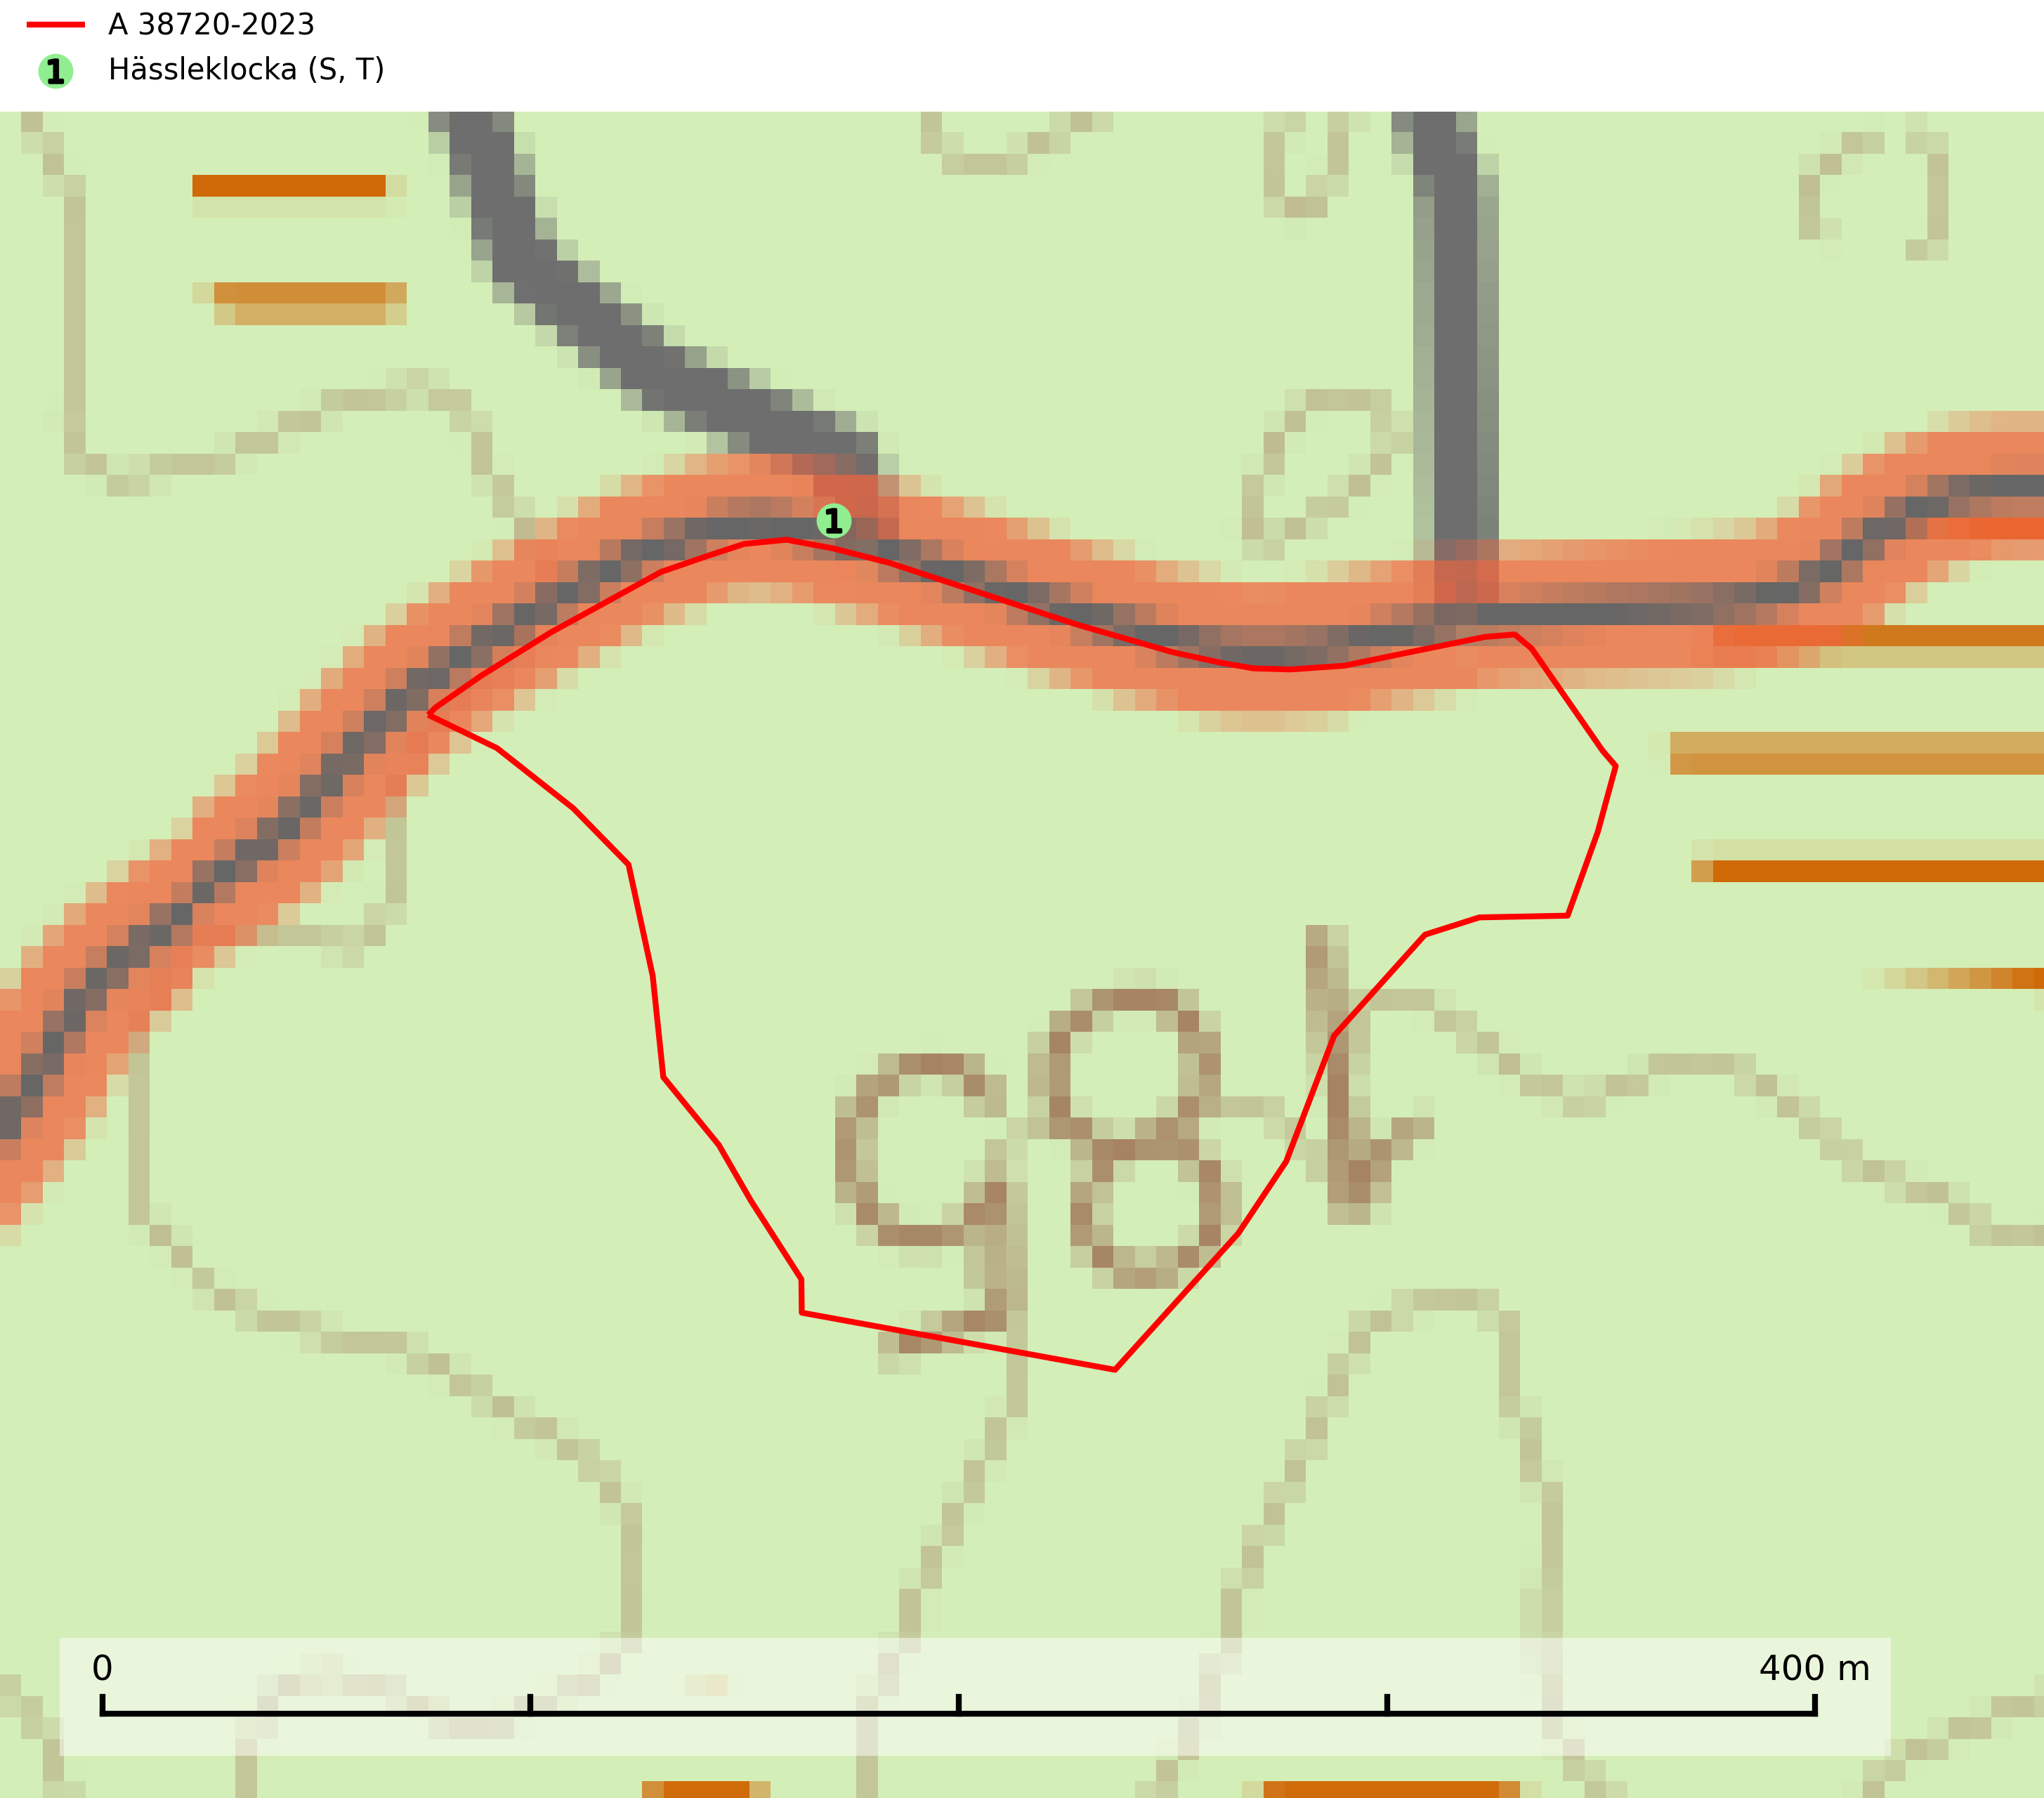 A 38720-2023
1 Hässleklocka (S, T)
1
98
0 400 m